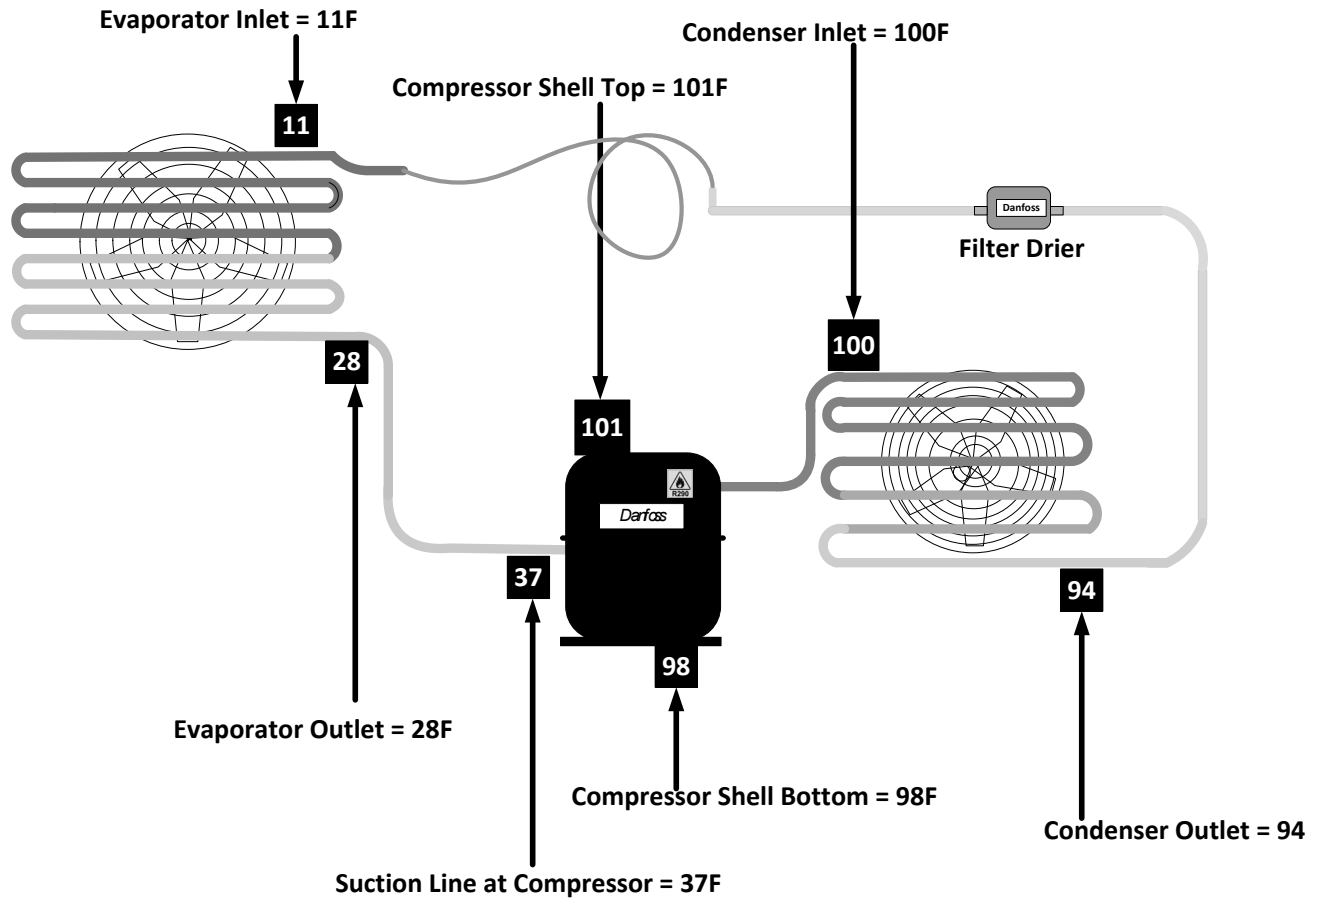 Evaporator Inlet = 11F
Condenser Inlet = 100F
Compressor Shell Top = 101F
11
Danfoss
Filter Drier
100
28
101
R290
Danfoss
37
94
98
Evaporator Outlet = 28F
Compressor Shell Bottom = 98F
Condenser Outlet = 94
Suction Line at Compressor = 37F